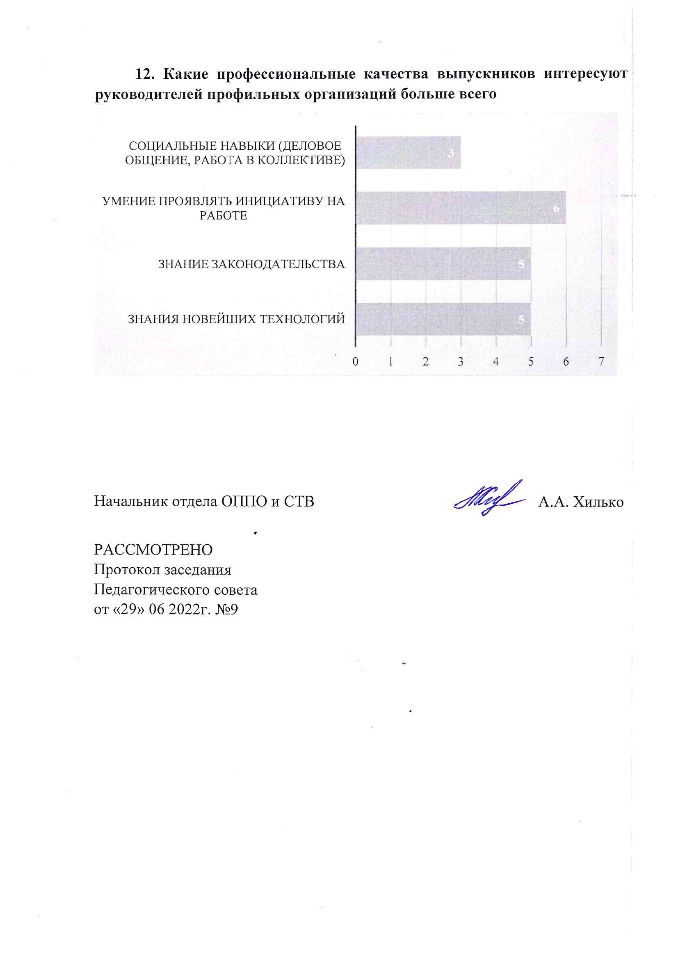 12. Какие профессиональные качества выпускников интересуют
руководителей профильных организаций больше всего
СОЦИАЛЬНЫЕ НАВЫКИ (ДЕЛОВОЕ
ОБЩЕНИЕ, РАБОТА В КОЛЛЕКТИВЕ)
3
УМЕНИЕ ПРОЯВЛЯТЬ ИНИЦИАТИВУ НА
РАБОТЕ
6
ЗНАНИЕ ЗАКОНОДАТЕЛЬСТВА
5
ЗНАНИЯ НОВЕЙШИХ ТЕХНОЛОГИЙ
5
0 1 2 3 4 5 6 7
Начальник отдела ОППО и СТВ А.А. Хилько
РАССМОТРЕНО
Протокол заседания
Педагогического совета
от «29» 06 2022г. №9